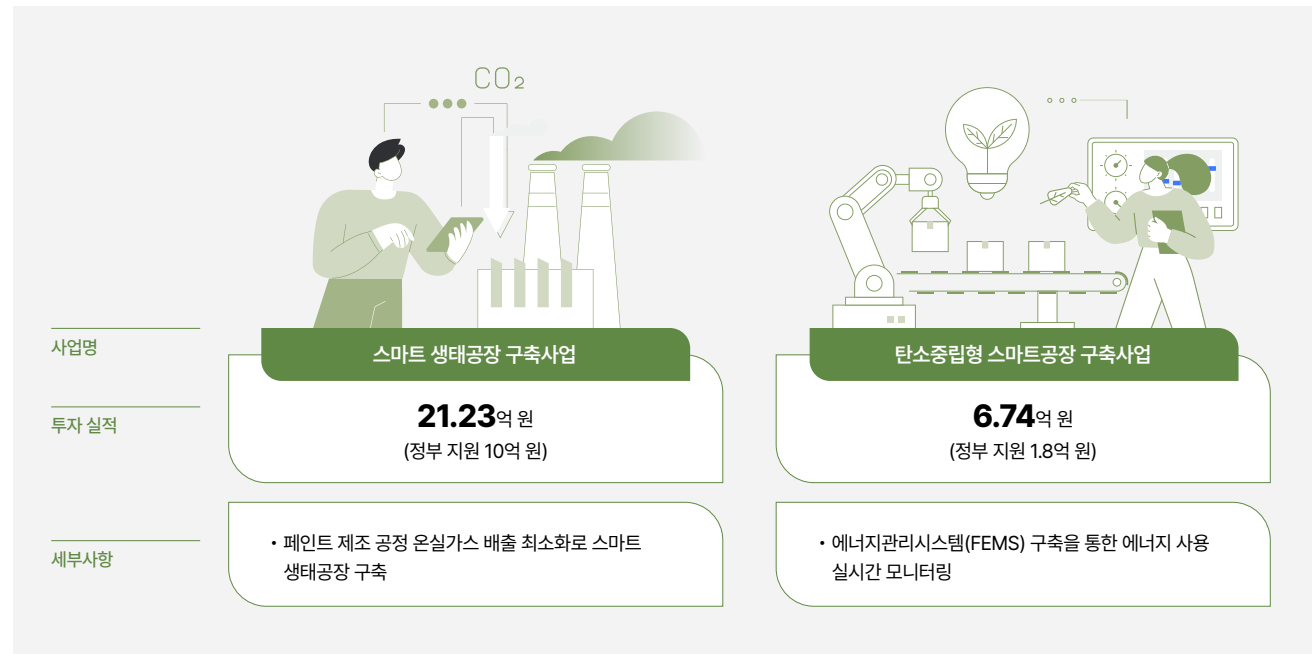 CO₂
사업명
스마트 생태공장 구축사업
탄소중립형 스마트공장 구축사업
투자 실적
21.23억 원
(정부 지원 10억 원)
6.74억 원
(정부 지원 1.8억 원)
세부사항
• 페인트 제조 공정 온실가스 배출 최소화로 스마트
생태공장 구축
• 에너지관리시스템(FEMS) 구축을 통한 에너지 사용
실시간 모니터링